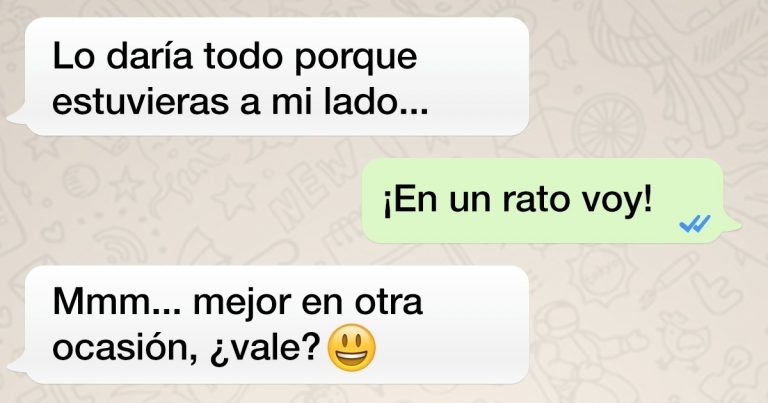 Lo daría todo porque
estuvieras a mi lado...
¡En un rato voy!
Mmm... mejor en otra
ocasión, ¿vale? 😃